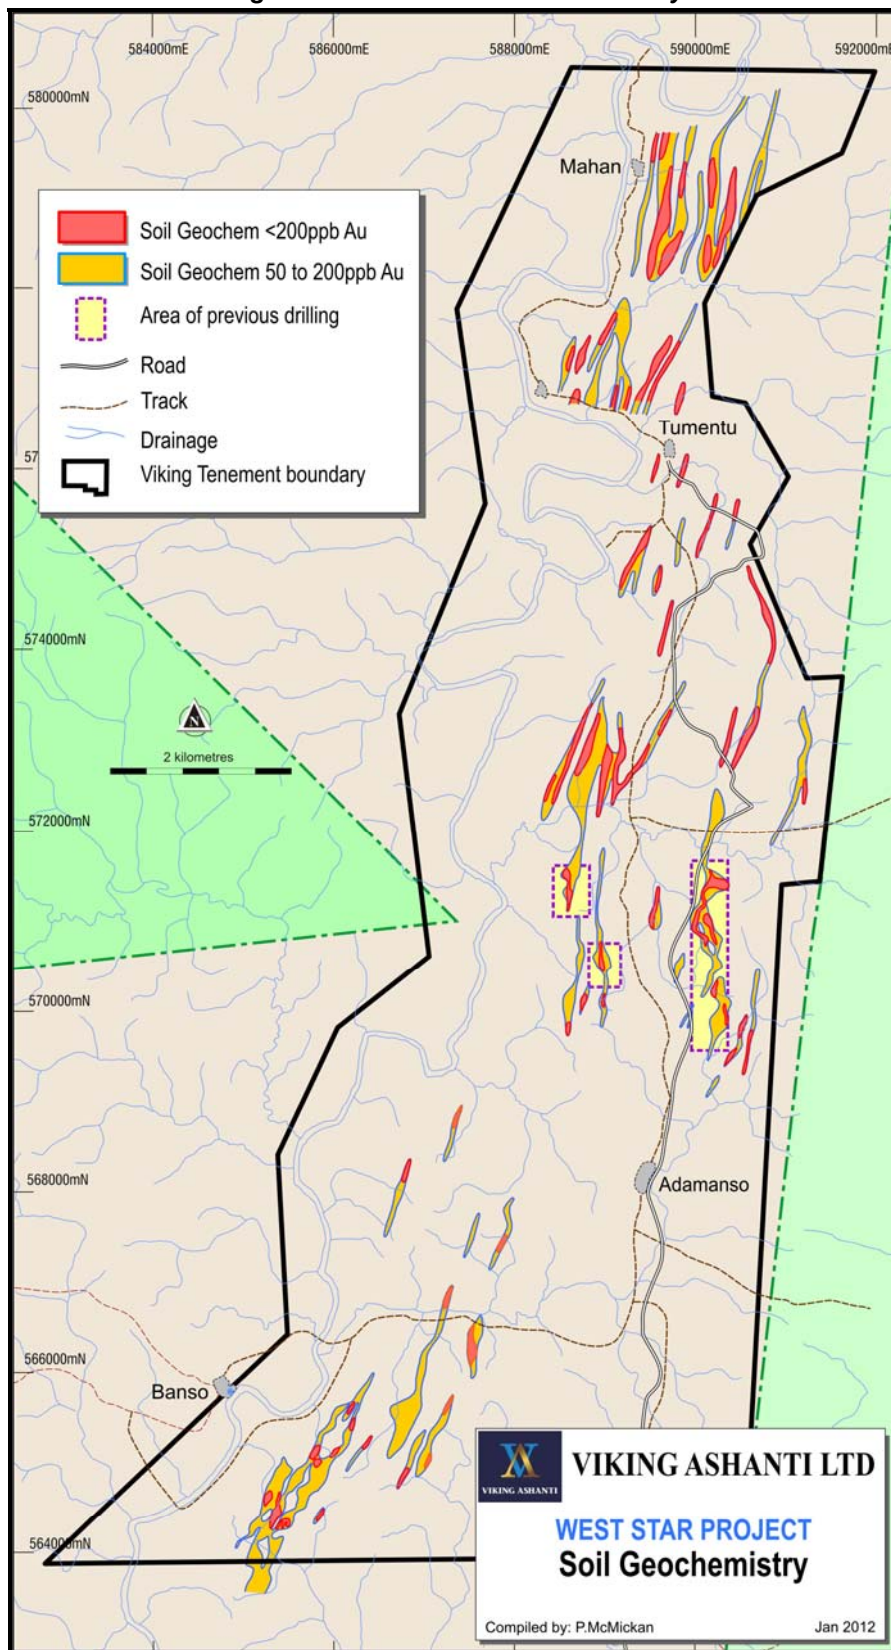 584000mE 586000mE 588000mE 590000mE 592000mE
580000mN
Mahan
Soil Geochem <200ppb Au
Soil Geochem 50 to 200ppb Au
Area of previous drilling
Road
Track
Drainage
Viking Tenement boundary
Tumentu
574000mN
N
2 kilometres
572000mN
570000mN
568000mN
Adamanso
566000mN
Banso
564000mN
VIKING ASHANTI
VIKING ASHANTI LTD
WEST STAR PROJECT
Soil Geochemistry
Compiled by: P.McMickan Jan 2012